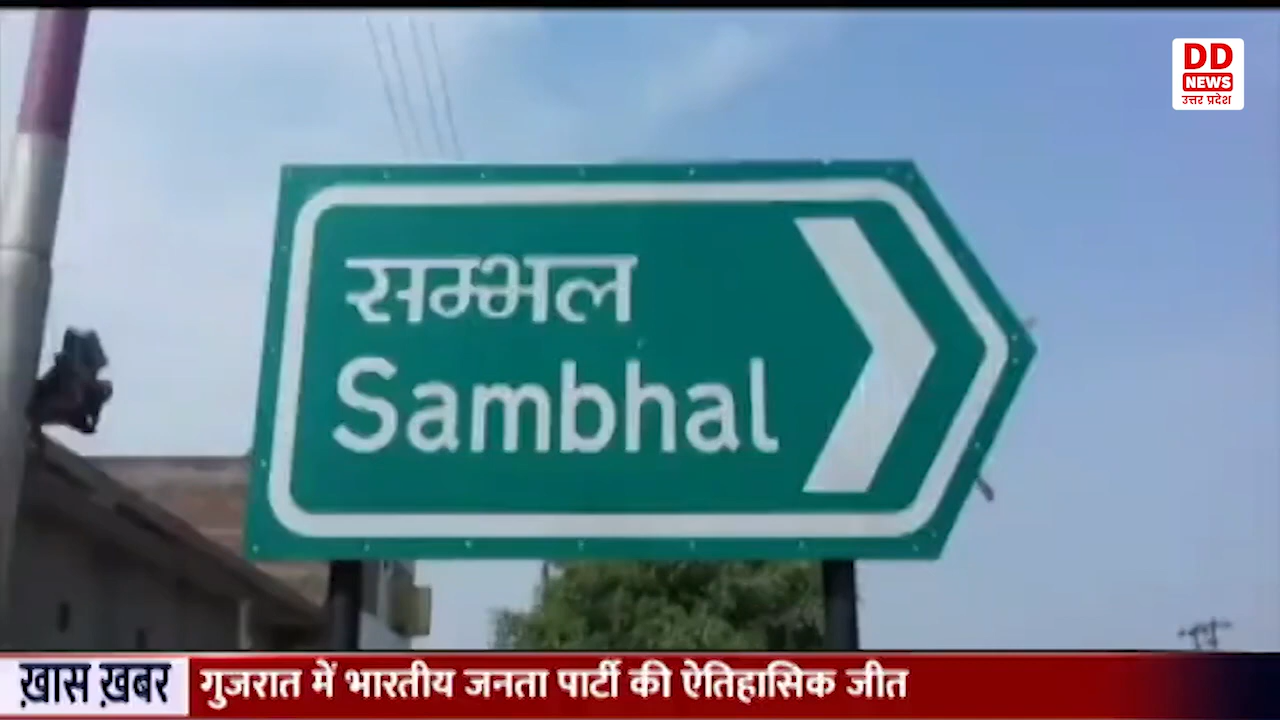 DD
NEWS
उत्तर प्रदेश
सम्भल
Sambhal
ख़ास ख़बर
गुजरात में भारतीय जनता पार्टी की ऐतिहासिक जीत